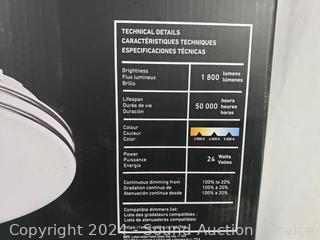 TECHNICAL DETAILS
CARACTÉRISTIQUES TECHNIQUES
ESPECIFICACIONES TÉCNICAS
Brightness
Flux lumineux
Brillo
1 800 lumens
lúmenes
Lifespan
Durée de vie
Duración
50 000 hours
heures
horas
Colour
Couleur
Color
Power
Puissance
Energía
24 Watts
Vatios
Continuous dimming from
Gradation continue de
Atenuación continua desde
100% to 20%
100% à 20%
100% a 20%
Compatible dimmers list:
Liste des gradateurs compatibles :
Lista de atenuadores compatibles:
Copyright 2024 - Sound Auction Service